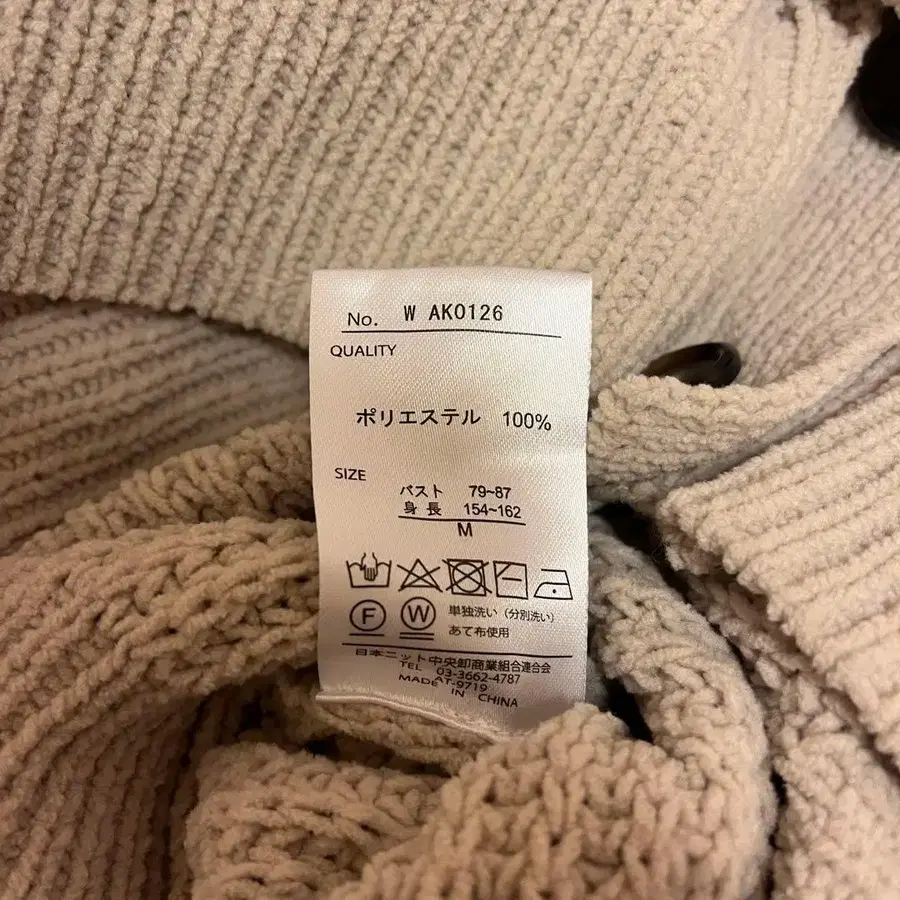 No. W AK0126
QUALITY
ポリエステル 100%
SIZE
バスト 79~87
身長 154~162
M
F W 単独洗い（分別洗い）
あて布使用
日本ニット中央卸商業組合連合会
TEL 03-3662-4787
AT-9719
MADE IN CHINA